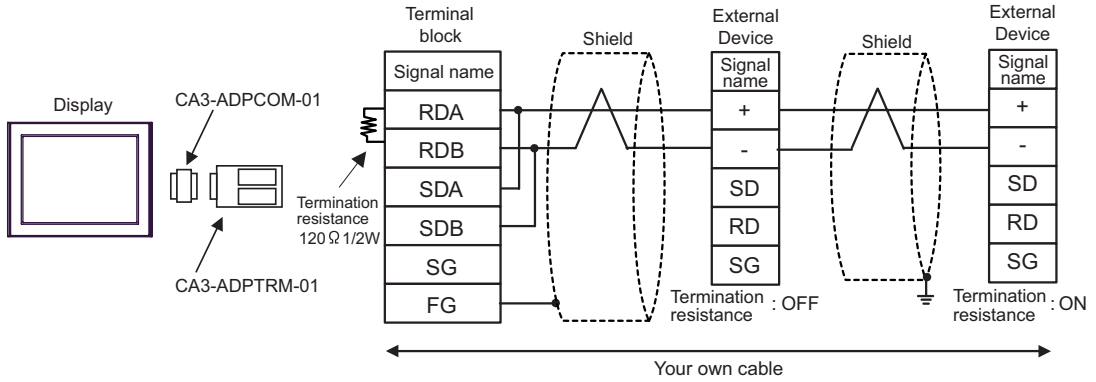 Display
CA3-ADPCOM-01
CA3-ADPTRM-01
Termination
resistance
120 Ω 1/2W
Terminal
block
Signal name
RDA
RDB
SDA
SDB
SG
FG
Shield
External
Device
Signal
name
+
-
SD
RD
SG
Termination
resistance : OFF
Shield
External
Device
Signal
name
+
-
SD
RD
SG
Termination
resistance : ON
Your own cable